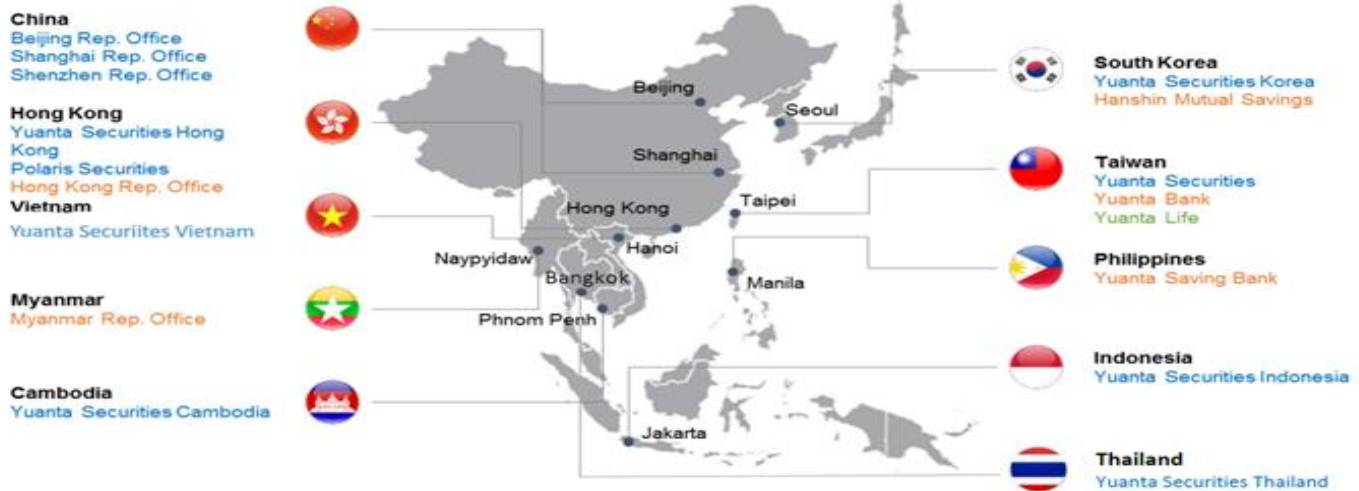 China
Beijing Rep. Office
Shanghai Rep. Office
Shenzhen Rep. Office
Hong Kong
Yuanta Securities Hong
Kong
Polaris Securities
Hong Kong Rep. Office
Vietnam
Yuanta Securiites Vietnam
Myanmar
Myanmar Rep. Office
Cambodia
Yuanta Securities Cambodia
Beijing
Seoul
Shanghai
Taipei
Hong Kong
Hanoi
Naypyidaw
Bangkok
Manila
Phnom Penh
Jakarta
South Korea
Yuanta Securities Korea
Hanshin Mutual Savings
Taiwan
Yuanta Securities
Yuanta Bank
Yuanta Life
Philippines
Yuanta Saving Bank
Indonesia
Yuanta Securities Indonesia
Thailand
Yuanta Securities Thailand